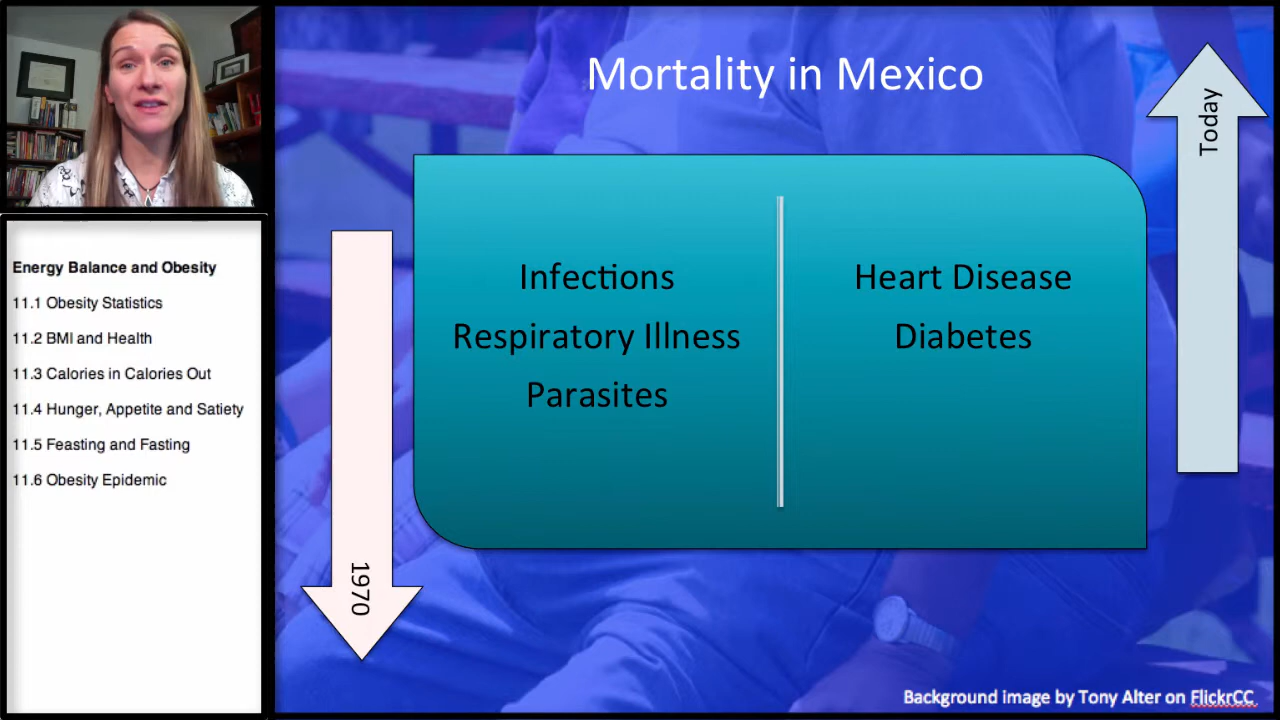 Mortality in Mexico
Today
Energy Balance and Obesity
11.1 Obesity Statistics
11.2 BMI and Health
11.3 Calories in Calories Out
11.4 Hunger, Appetite and Satiety
11.5 Feasting and Fasting
11.6 Obesity Epidemic
Infections
Respiratory Illness
Parasites
Heart Disease
Diabetes
1970
Background image by Tony Alter on FlickrCC